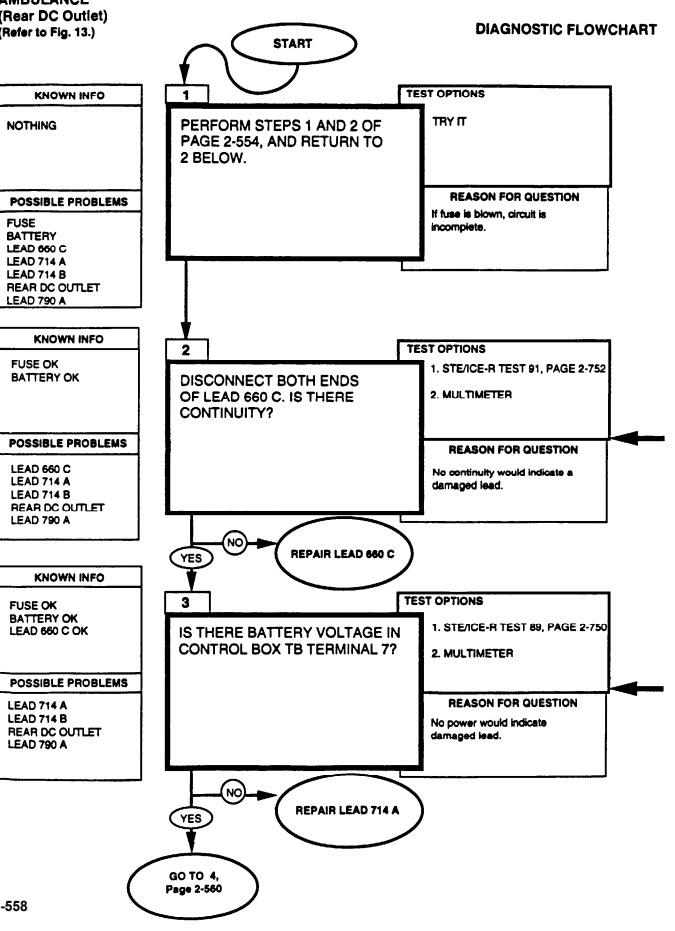 AMBULANCE
(Rear DC Outlet)
(Refer to Fig. 13.)
DIAGNOSTIC FLOWCHART
START
KNOWN INFO
NOTHING
POSSIBLE PROBLEMS
FUSE
BATTERY
LEAD 660 C
LEAD 714 A
LEAD 714 B
REAR DC OUTLET
LEAD 790 A
1
PERFORM STEPS 1 AND 2 OF
PAGE 2-554, AND RETURN TO
2 BELOW.
TEST OPTIONS
TRY IT
REASON FOR QUESTION
If fuse is blown, circuit is
incomplete.
KNOWN INFO
FUSE OK
BATTERY OK
POSSIBLE PROBLEMS
LEAD 660 C
LEAD 714 A
LEAD 714 B
REAR DC OUTLET
LEAD 790 A
2
DISCONNECT BOTH ENDS
OF LEAD 660 C. IS THERE
CONTINUITY?
TEST OPTIONS
1. STE/ICE-R TEST 91, PAGE 2-752
2. MULTIMETER
REASON FOR QUESTION
No continuity would indicate a
damaged lead.
NO
YES
REPAIR LEAD 660 C
KNOWN INFO
FUSE OK
BATTERY OK
LEAD 660 C OK
POSSIBLE PROBLEMS
LEAD 714 A
LEAD 714 B
REAR DC OUTLET
LEAD 790 A
3
IS THERE BATTERY VOLTAGE IN
CONTROL BOX TB TERMINAL 7?
TEST OPTIONS
1. STE/ICE-R TEST 89, PAGE 2-750
2. MULTIMETER
REASON FOR QUESTION
No power would indicate
damaged lead.
NO
YES
REPAIR LEAD 714 A
GO TO 4,
Page 2-560
-558